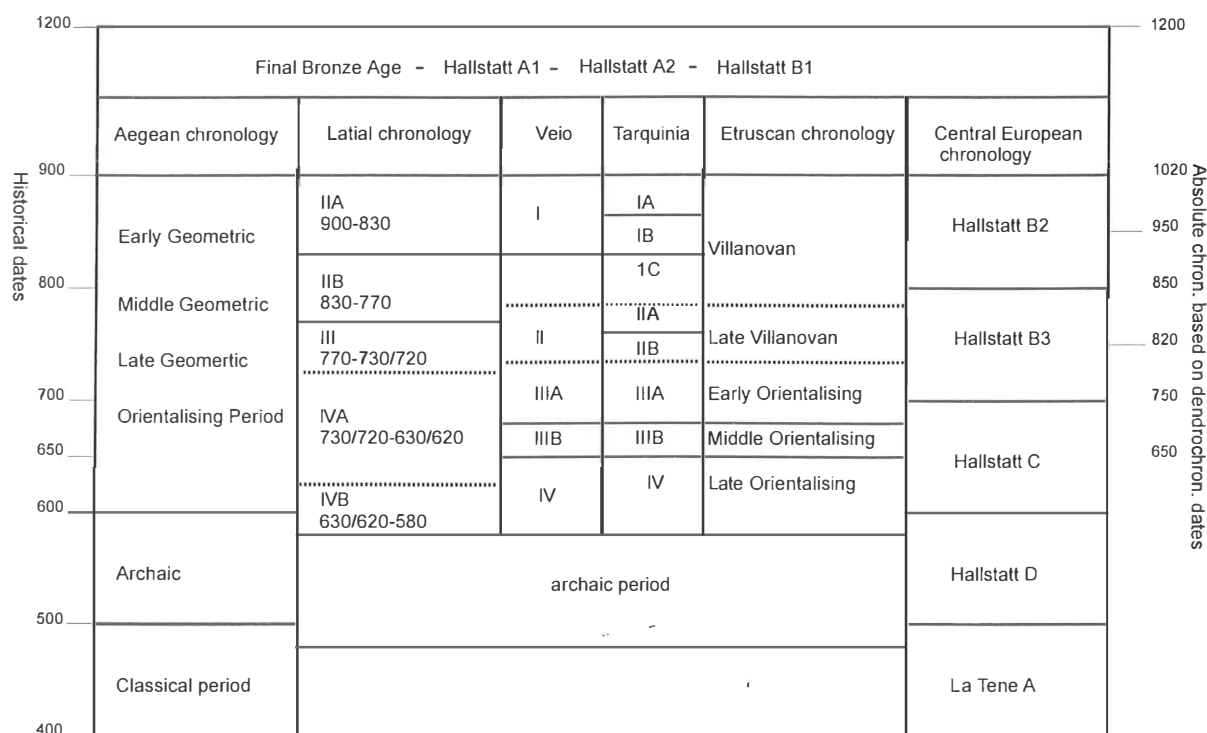 1200
1200
Final Bronze Age - Hallstatt A1 - Hallstatt A2 - Hallstatt B1
Aegean chronology
Latial chronology
Veio
Tarquinia
Etruscan chronology
Central European
chronology
Historical dates
900
800
700
650
600
500
400
Early Geometric
Middle Geometric
Late Geomertic
Orientalising Period
Archaic
Classical period
IIA
900-830
IIB
830-770
III
770-730/720
IVA
730/720-630/620
IVB
630/620-580
I
II
IIIA
IIIB
IV
IA
IB
1C
IIA
IIB
IIIA
IIIB
IV
Villanovan
Late Villanovan
Early Orientalising
Middle Orientalising
Late Orientalising
archaic period
Hallstatt B2
Hallstatt B3
Hallstatt C
Hallstatt D
La Tene A
1020
950
850
820
750
650
Absolute chron. based on dendrochron. dates